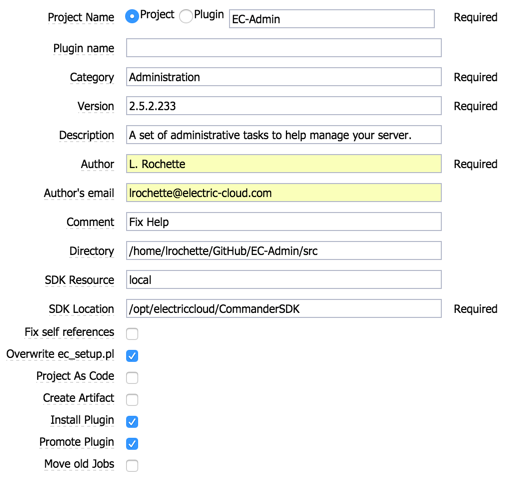 Project Name Project Plugin EC-Admin Required
Plugin name
Category Administration Required
Version 2.5.2.233 Required
Description A set of administrative tasks to help manage your server.
Author L. Rochette Required
Author's email lrochette@electric-cloud.com
Comment Fix Help
Directory /home/lrochette/GitHub/EC-Admin/src
SDK Resource local
SDK Location /opt/electriccloud/CommanderSDK Required
Fix self references
Overwrite ec_setup.pl
Project As Code
Create Artifact
Install Plugin
Promote Plugin
Move old Jobs